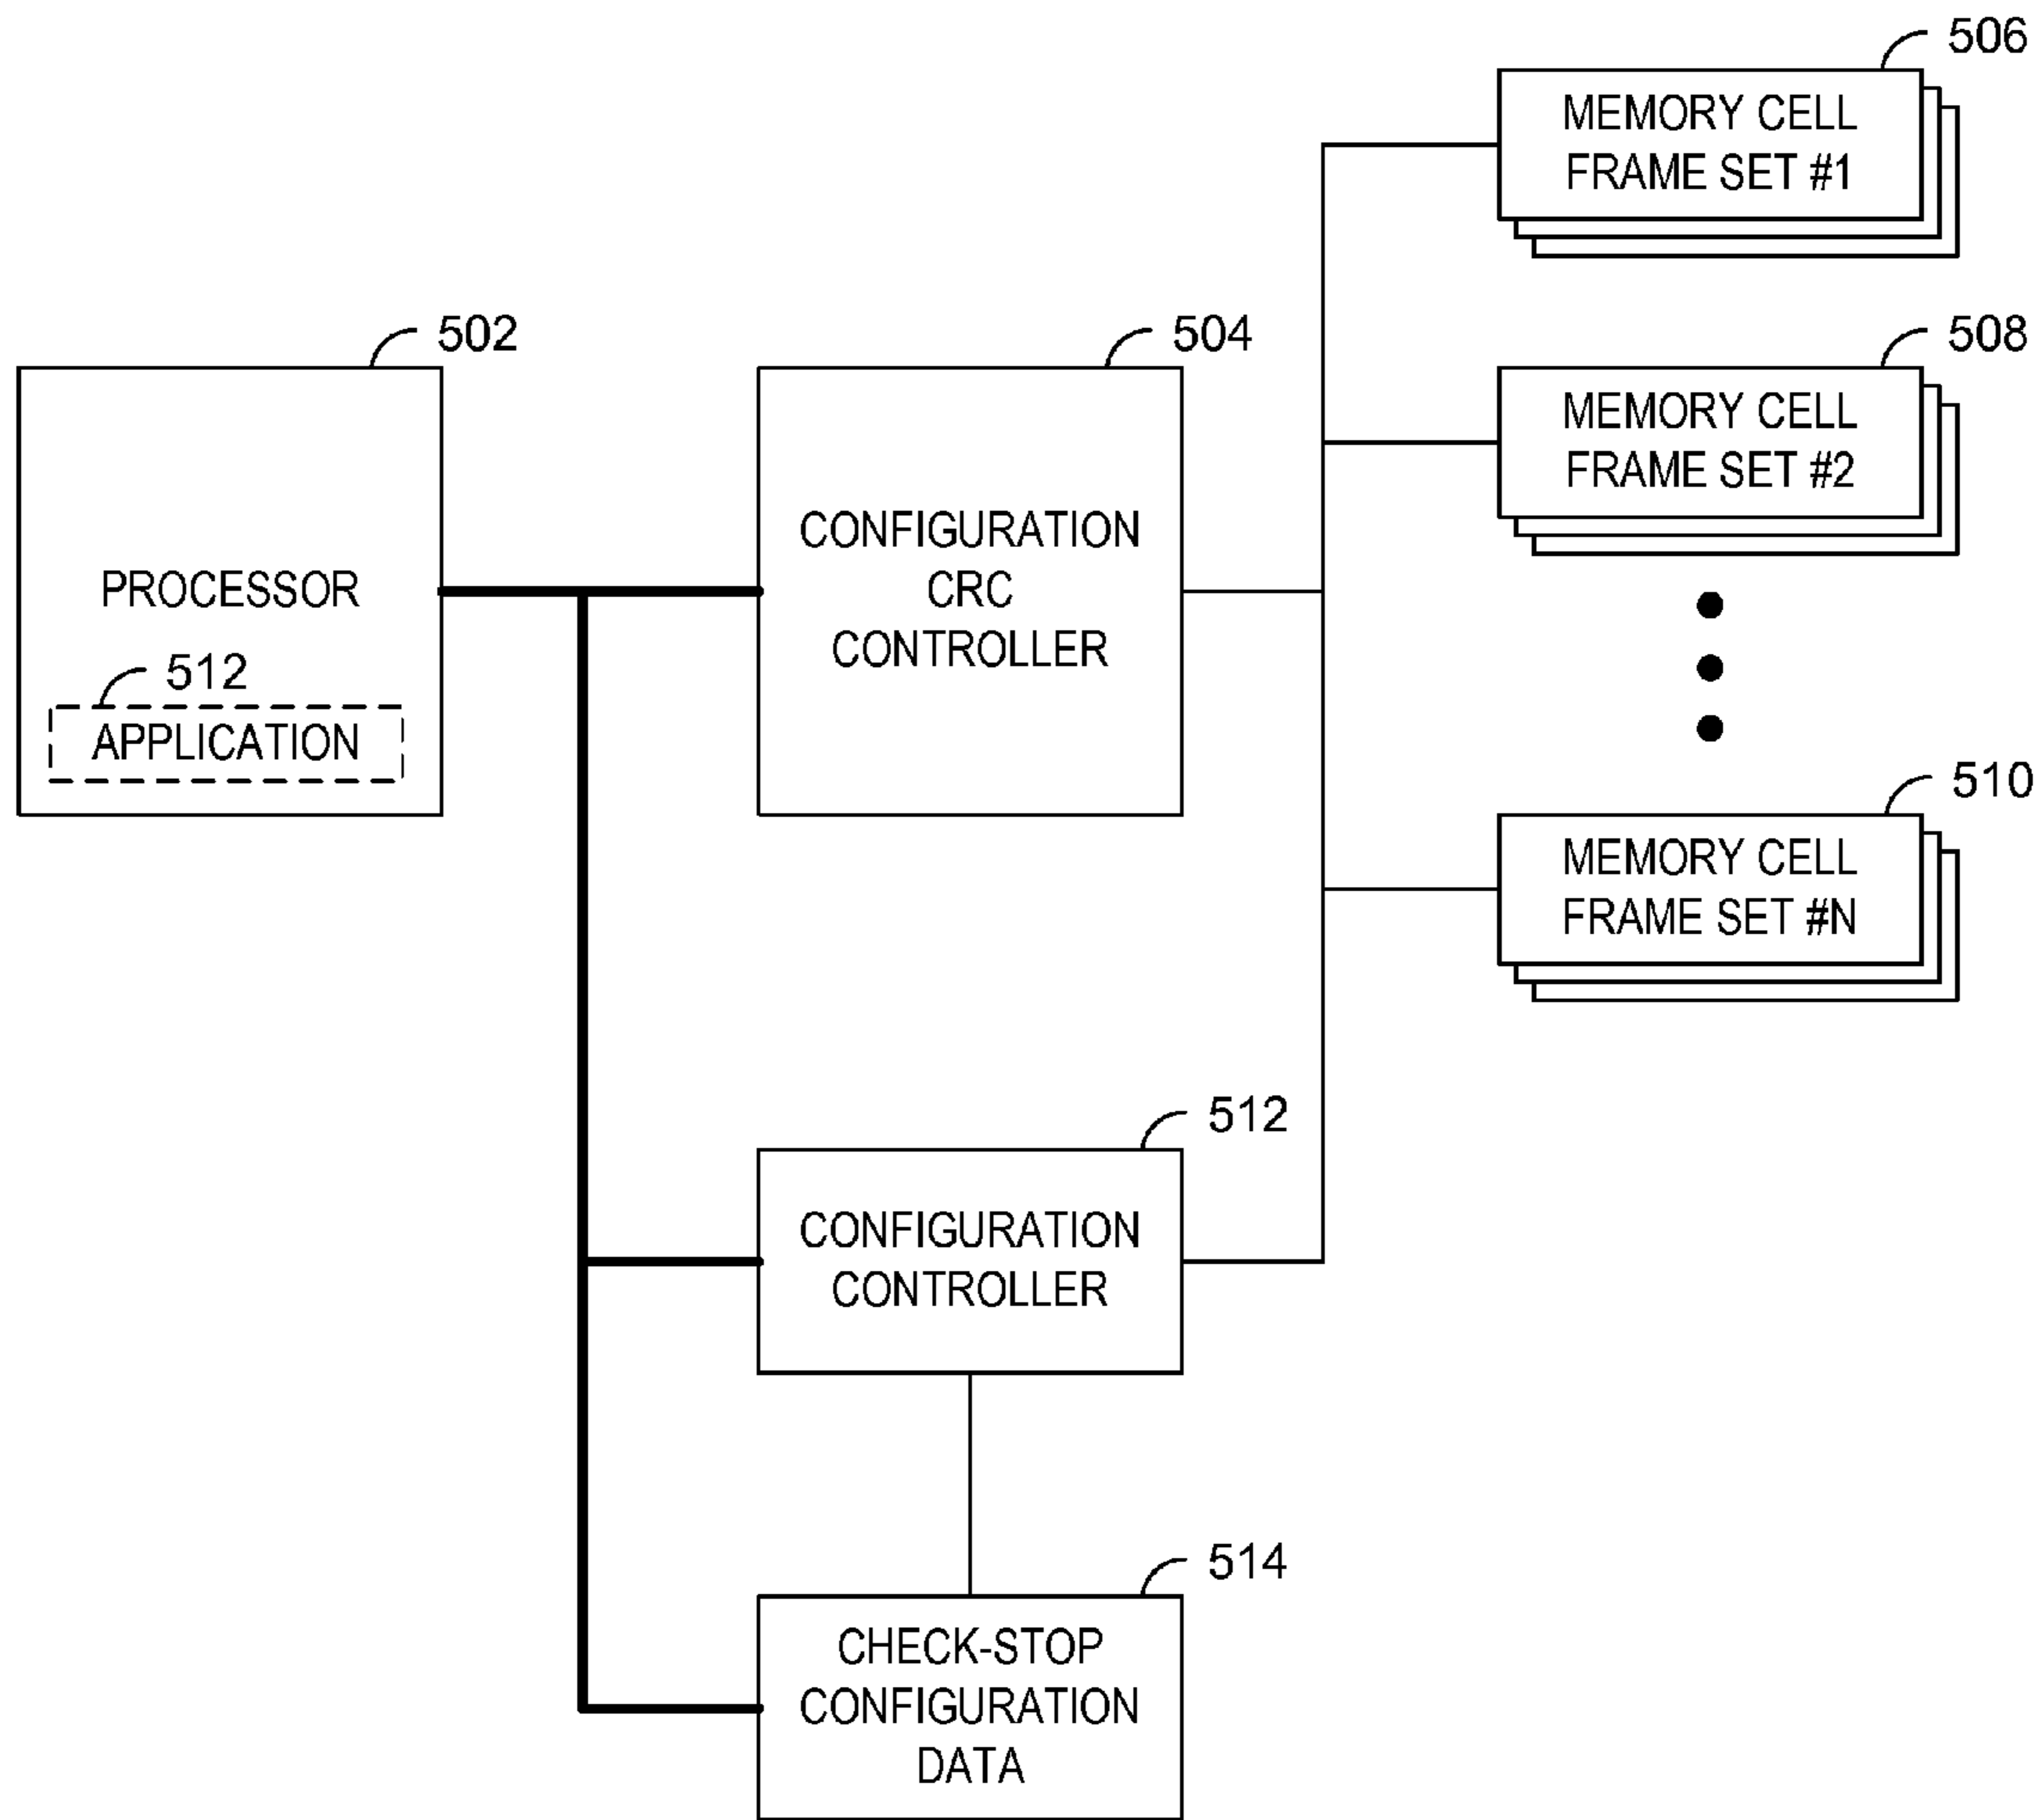 506
MEMORY CELL
FRAME SET #1
502
504
508
PROCESSOR
512
APPLICATION
CONFIGURATION
CRC
CONTROLLER
MEMORY CELL
FRAME SET #2
510
MEMORY CELL
FRAME SET #N
512
CONFIGURATION
CONTROLLER
514
CHECK-STOP
CONFIGURATION
DATA